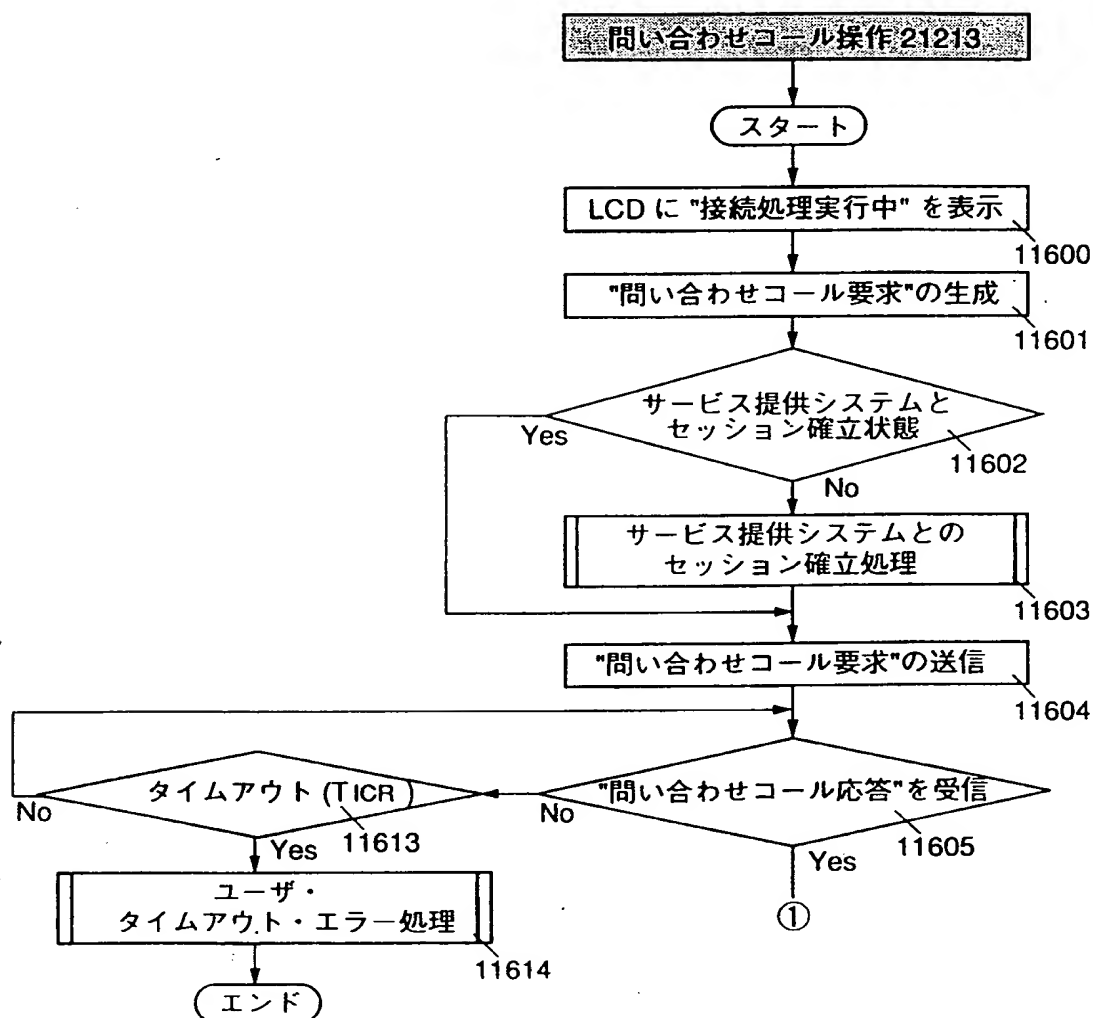 問い合わせコール操作 21213
スタート
LCD に "接続処理実行中" を表示
11600
"問い合わせコール要求"の生成
11601
サービス提供システムと
セッション確立状態
Yes
11602
No
サービス提供システムとの
セッション確立処理
11603
"問い合わせコール要求"の送信
11604
"問い合わせコール応答"を受信
No
11605
Yes
①
タイムアウト (TICR)
No
11613
Yes
ユーザ・
タイムアウト・エラー処理
11614
エンド